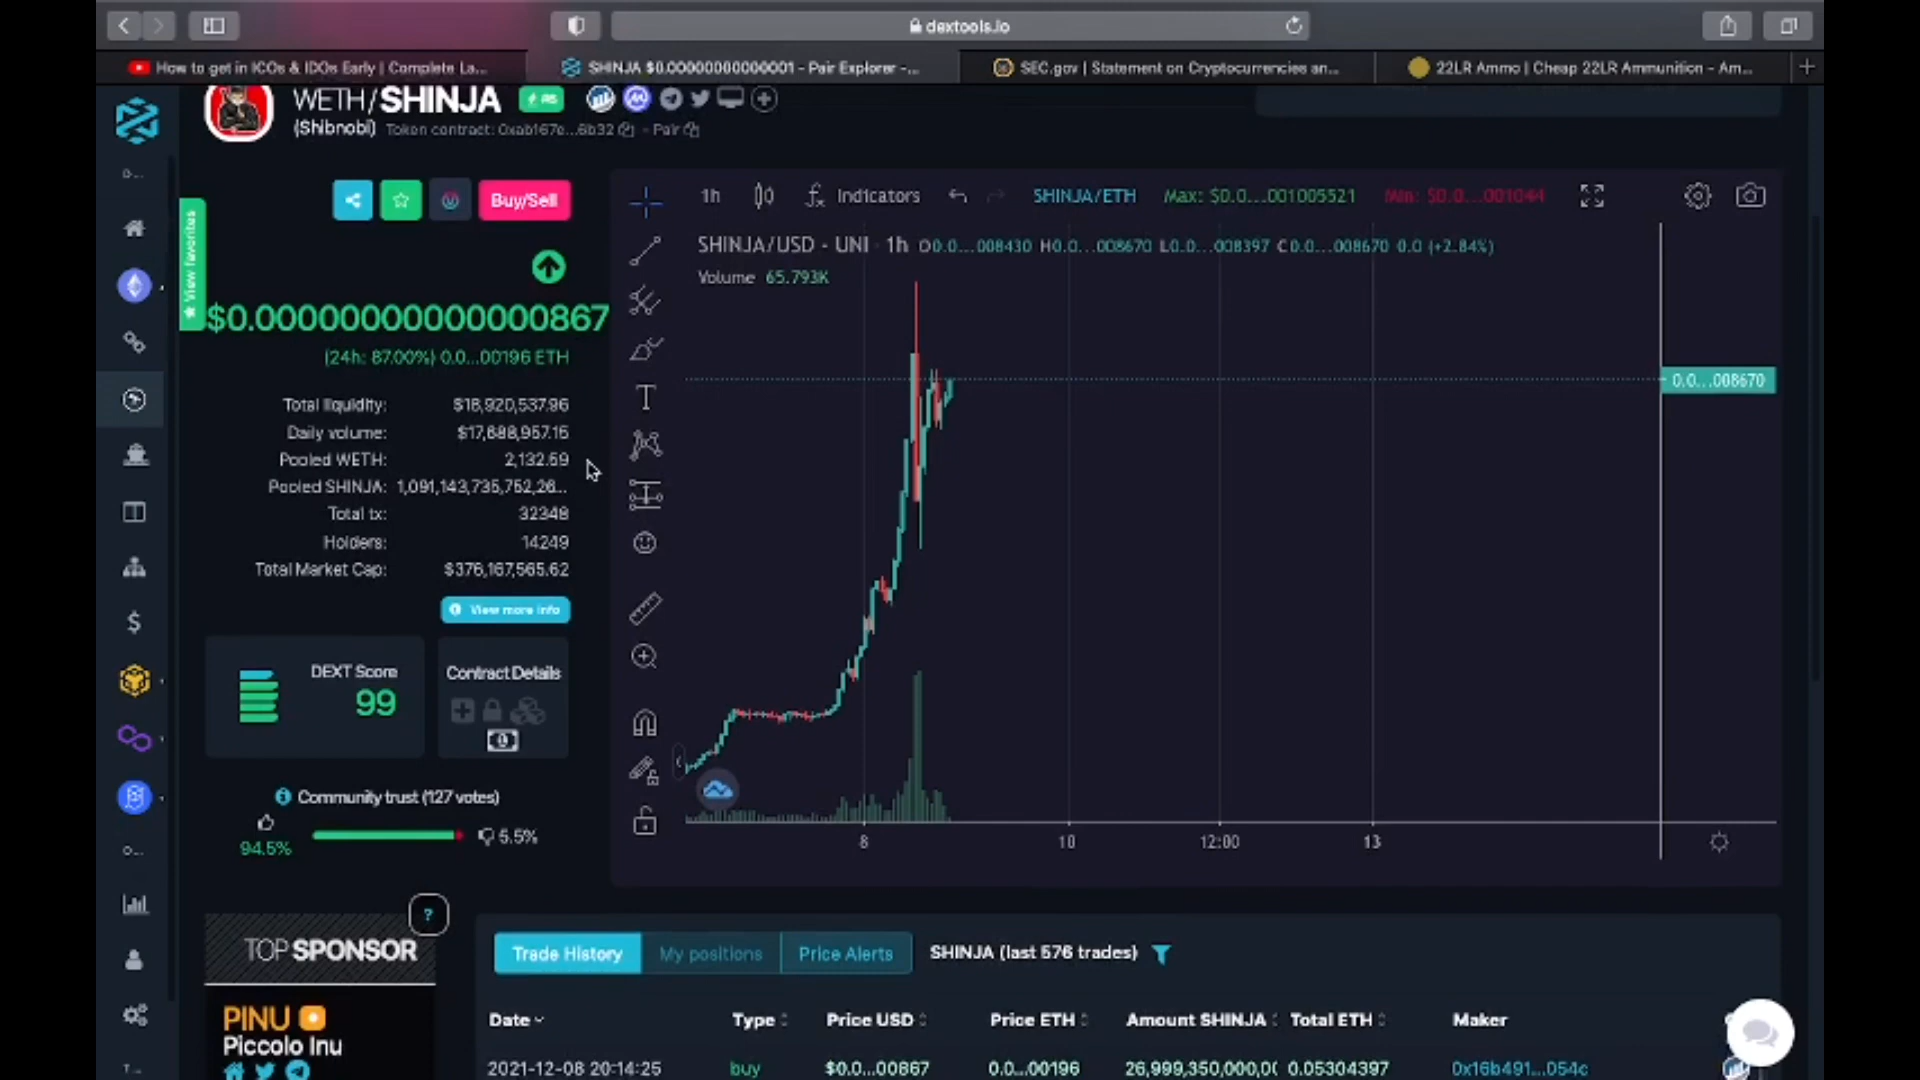 dextools.io
How to get in ICOs & IDOs Early | Complete La...
SHINJA $0.00000000000001 - Pair Explorer -...
SEC.gov | Statement on Cryptocurrencies an...
22LR Ammo | Cheap 22LR Ammunition - Am...
WETH/SHINJA
(Shibnobi) Token contract: 0xab167e...6b32 - Pair
View favorites
Buy/Sell
(24h: 87.00%) 0.0...00196 ETH
Total liquidity: $18,920,537.96
Daily volume: $17,688,957.15
Pooled WETH: 2,132.59
Pooled SHINJA: 1,091,143,735,752,26...
Total tx: 32348
Holders: 14249
Total Market Cap: $376,167,565.62
View more info
DEXT Score
99
Contract Details
Community trust (127 votes)
94.5%
5.5%
1h
Indicators
SHINJA/ETH
Max: $0.0...001005521
Min: $0.0...001044
SHINJA/USD - UNI 1h O0.0...008430 H0.0...008670 L0.0...008397 C0.0...008670 0.0 (+2.84%)
Volume 65.793K
0.0...008670
8
10
12:00
13
?
TOP SPONSOR
PINU
Piccolo Inu
Trade History
My positions
Price Alerts
SHINJA (last 576 trades)
Date Type Price USD Price ETH Amount SHINJA Total ETH Maker
2021-12-08 20:14:25 buy $0.0...00867 0.0...00196 26,999,350,000,0( 0.05304397 0x16b491...054c